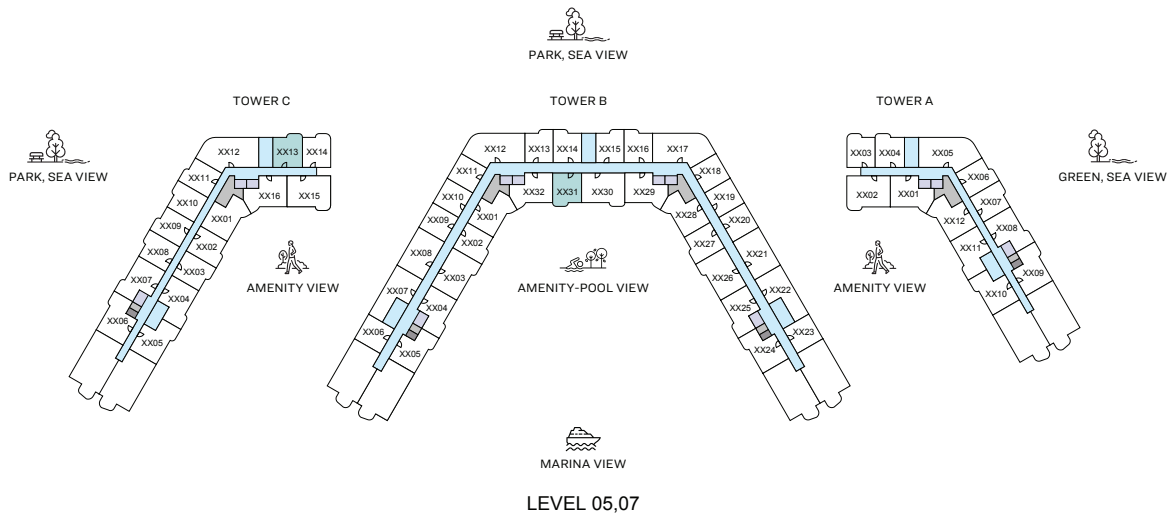 PARK, SEA VIEW
TOWER C
TOWER B
TOWER A
PARK, SEA VIEW
GREEN, SEA VIEW
XX12
XX13
XX14
XX11
XX10
XX09
XX08
XX07
XX06
XX16
XX15
XX01
XX02
XX03
XX04
XX05
XX12
XX13
XX14
XX15
XX16
XX17
XX11
XX10
XX09
XX08
XX07
XX06
XX32
XX31
XX30
XX29
XX01
XX02
XX03
XX04
XX05
XX18
XX19
XX20
XX21
XX22
XX23
XX28
XX27
XX26
XX25
XX24
XX03
XX04
XX05
XX02
XX01
XX06
XX07
XX08
XX09
XX12
XX11
XX10
AMENITY VIEW
AMENITY-POOL VIEW
AMENITY VIEW
MARINA VIEW
LEVEL 05,07